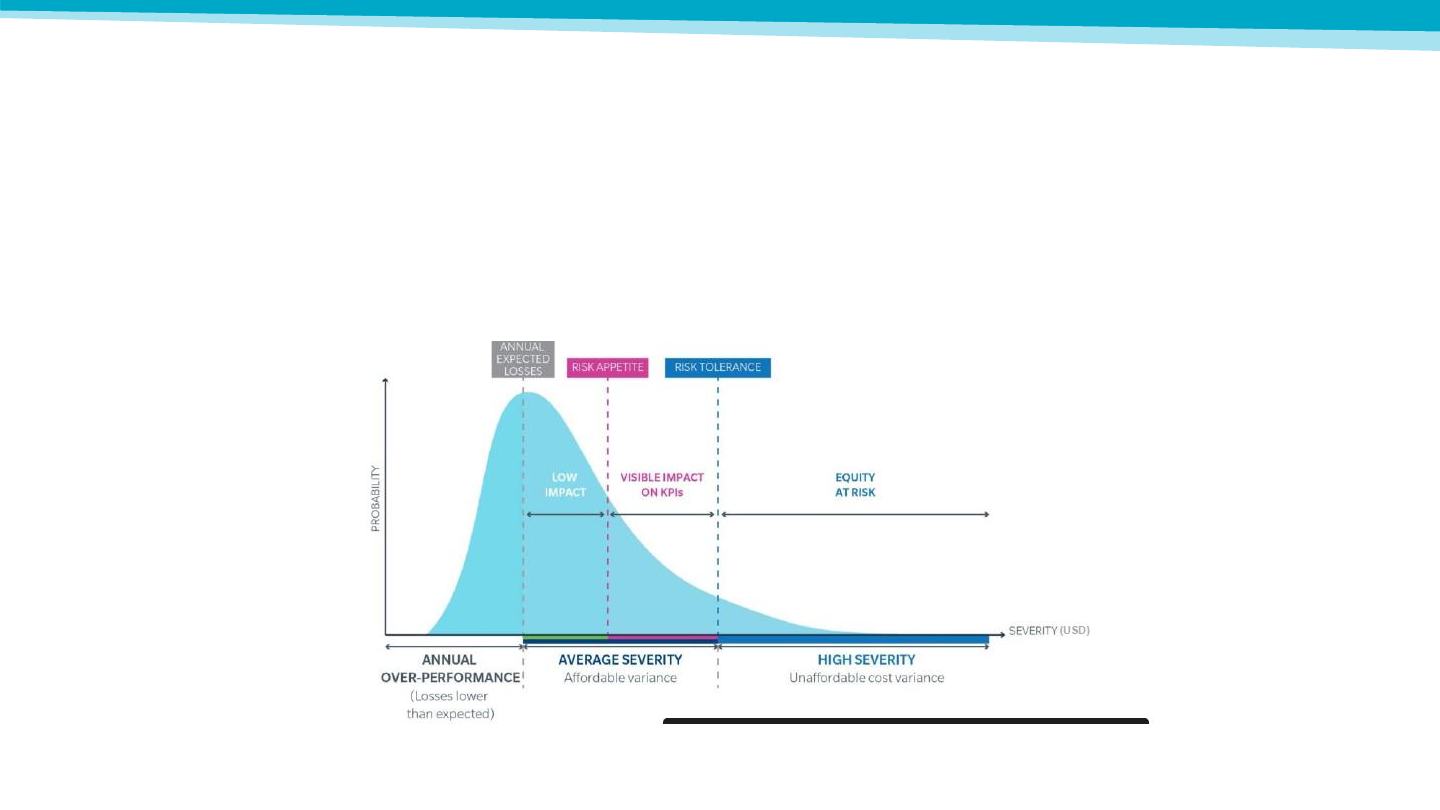 ANNUAL
EXPECTED
LOSSES
RISK APPETITE
RISK TOLERANCE
PROBABILITY
LOW
IMPACT
VISIBLE IMPACT
ON KPIs
EQUITY
AT RISK
SEVERITY (USD)
ANNUAL
OVER-PERFORMANCE
(Losses lower
than expected)
AVERAGE SEVERITY
Affordable variance
HIGH SEVERITY
Unaffordable cost variance